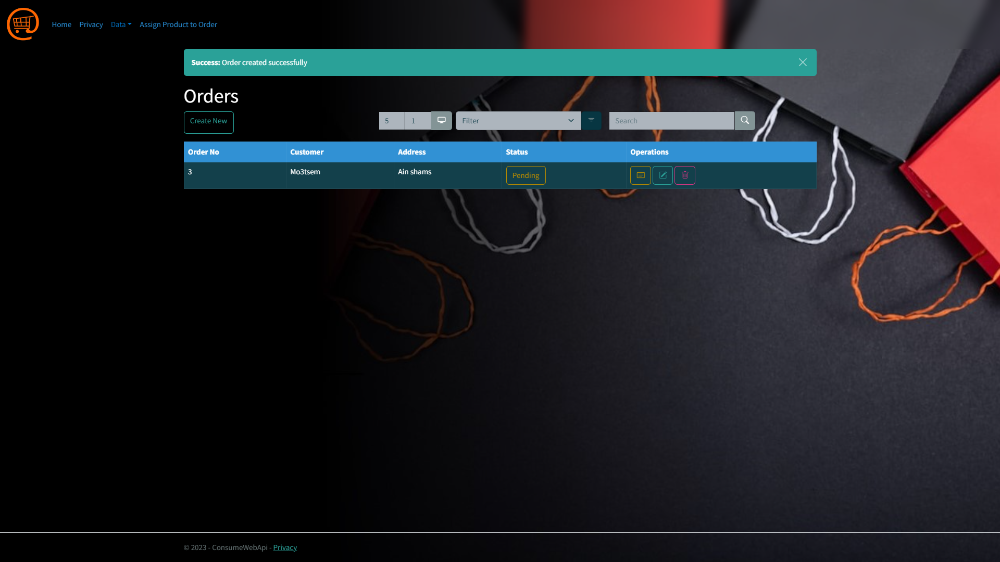 Home Privacy Data Assign Product to Order
Success: Order created successfully
Orders
Create New 5 1 Filter Search
Order No Customer Address Status Operations
3 Mo3tsem Ain shams Pending
© 2023 - ConsumeWebApi - Privacy